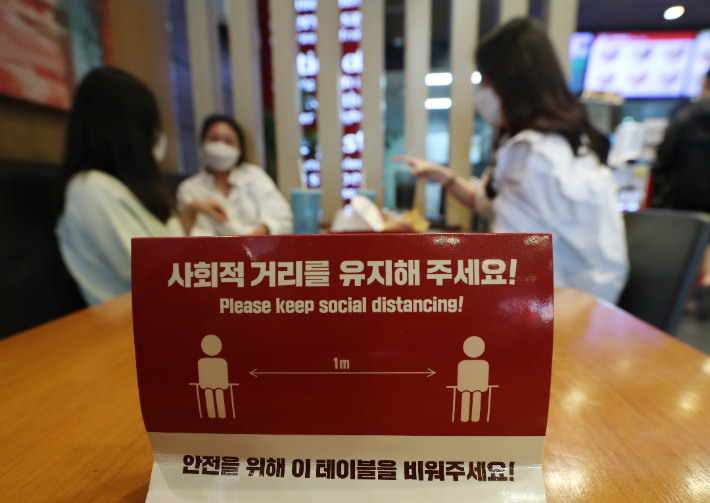 사회적 거리를 유지해 주세요!
Please keep social distancing!
1m
안전을 위해 이 테이블을 비워주세요!